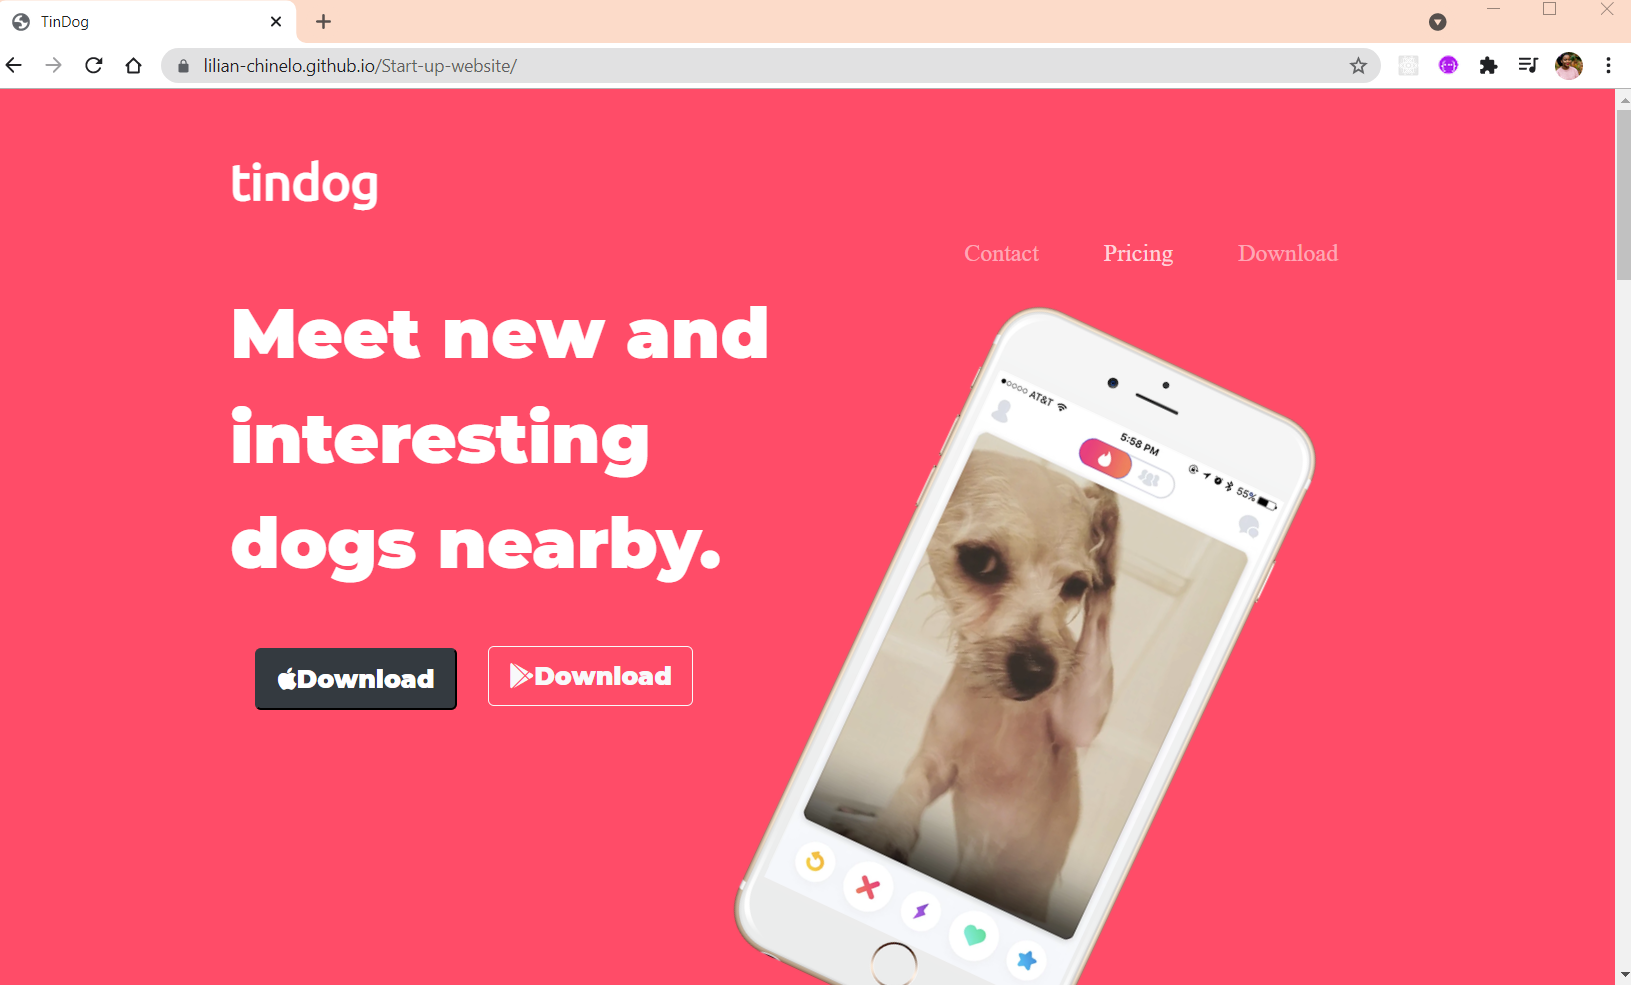 TinDog
lilian-chinelo.github.io/Start-up-website/
tindog
Contact Pricing Download
Meet new and
interesting
dogs nearby.
Download Download
AT&T
5:58 PM
55%